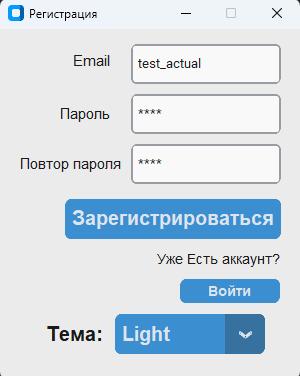 Регистрация
Email test_actual
Пароль ****
Повтор пароля ****
Зарегистрироваться
Уже Есть аккаунт?
Войти
Тема: Light